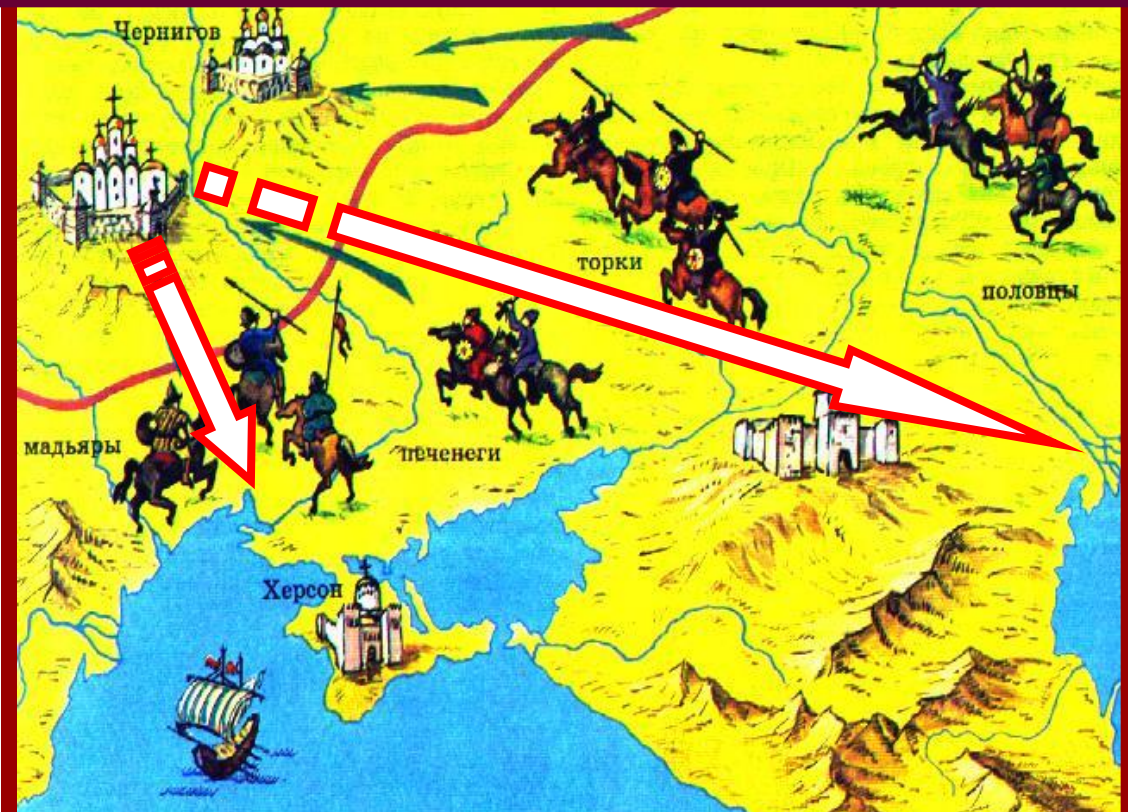 Чернигов
торки
половцы
мадьяры
печенеги
Херсон